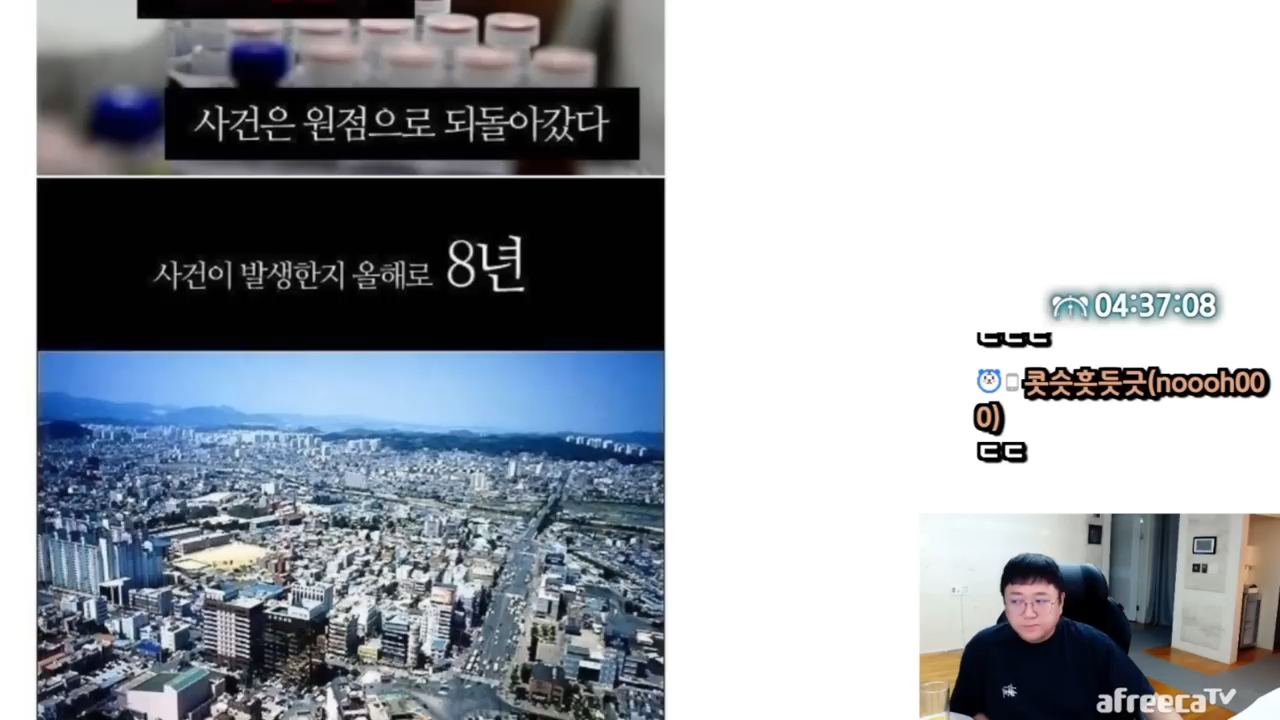 사건은 원점으로 되돌아갔다
사건이 발생한지 올해로 8년
04:37:08
ㄷㄷㄷ
콧슷훗듯굿(noooh00
0)
ㄷㄷ
afreecaTV